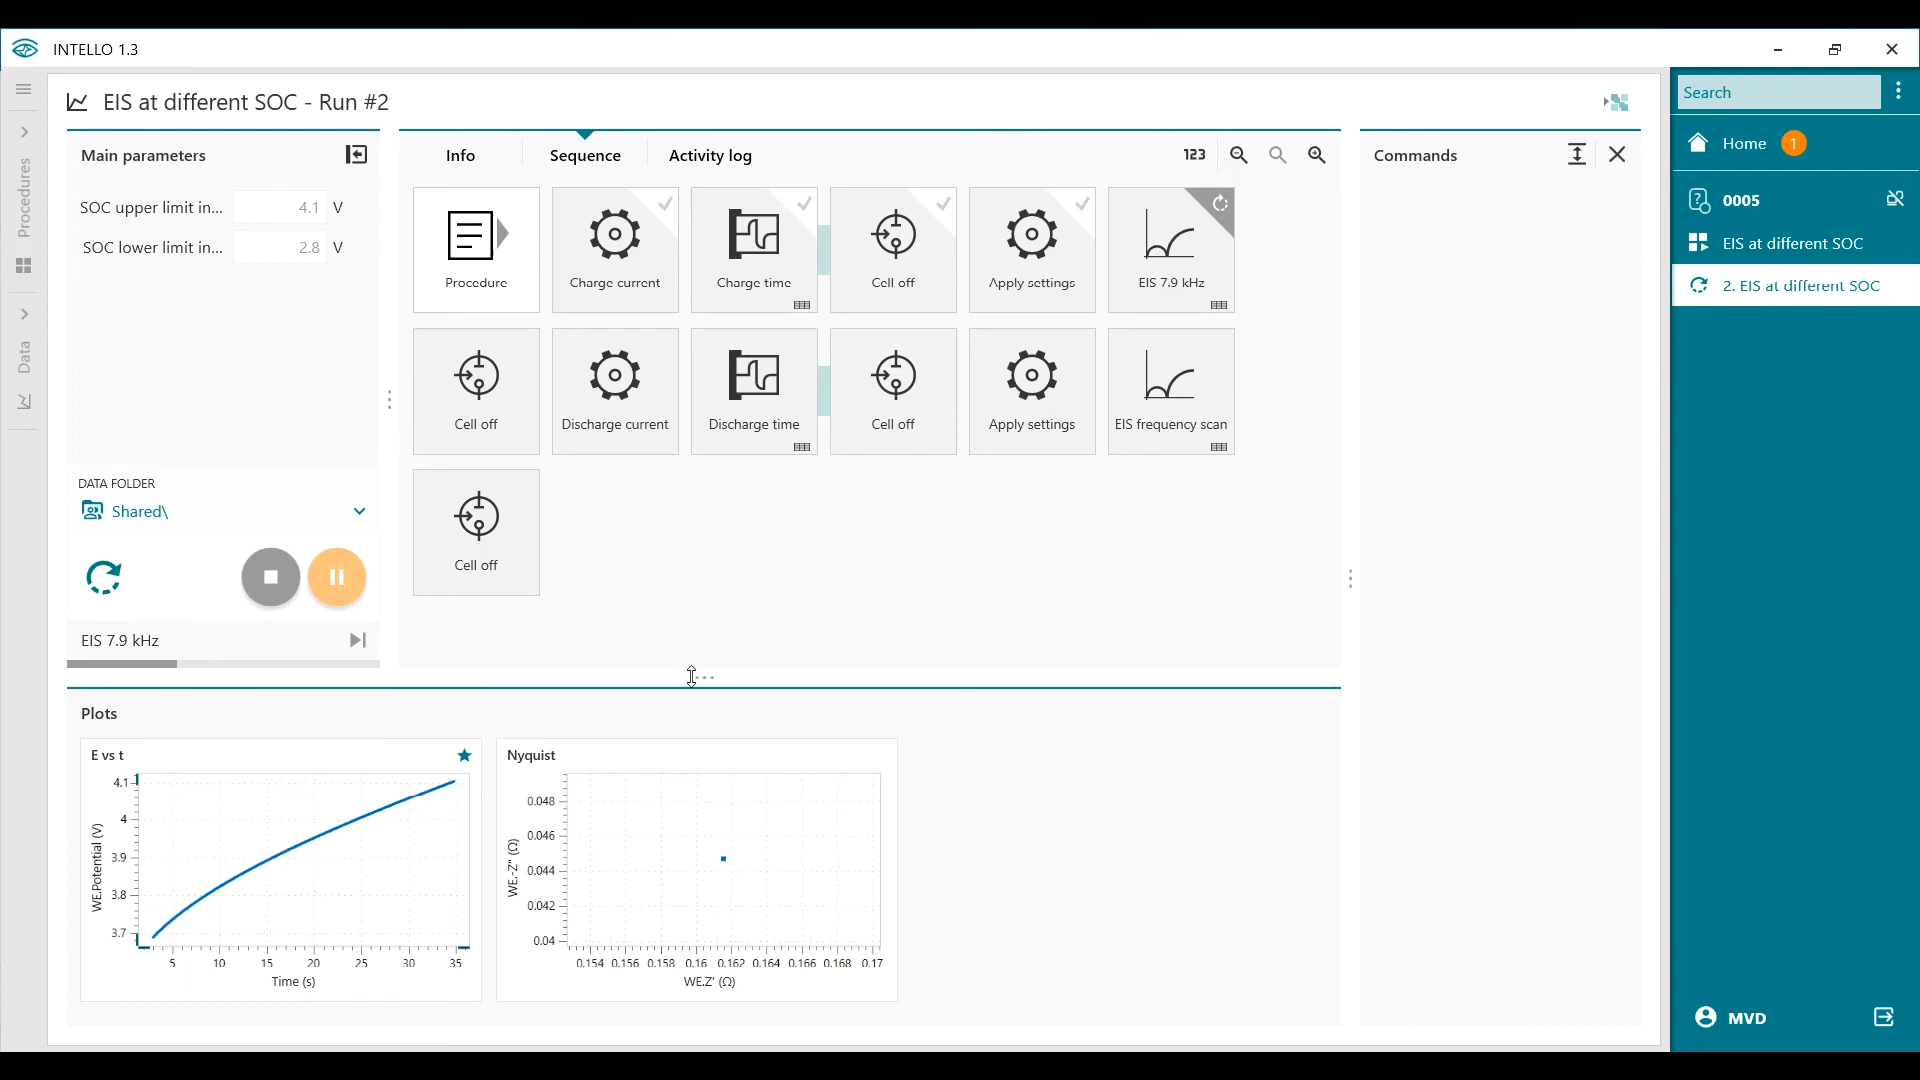 INTELLO 1.3
EIS at different SOC - Run #2
Procedures
Data
Main parameters
SOC upper limit in... 4.1 V
SOC lower limit in... 2.8 V
DATA FOLDER
Shared\
EIS 7.9 kHz
Info Sequence Activity log 123
Procedure Charge current Charge time Cell off Apply settings EIS 7.9 kHz
Cell off Discharge current Discharge time Cell off Apply settings EIS frequency scan
Cell off
Commands
Search
Home 1
0005
EIS at different SOC
2. EIS at different SOC
MVD
Plots
E vs t
WE.Potential (V)
4.1
4
3.9
3.8
3.7
5 10 15 20 25 30 35
Time (s)
Nyquist
WE.-Z'' (Ω)
0.048
0.046
0.044
0.042
0.04
0.154 0.156 0.158 0.16 0.162 0.164 0.166 0.168 0.17
WE.Z' (Ω)